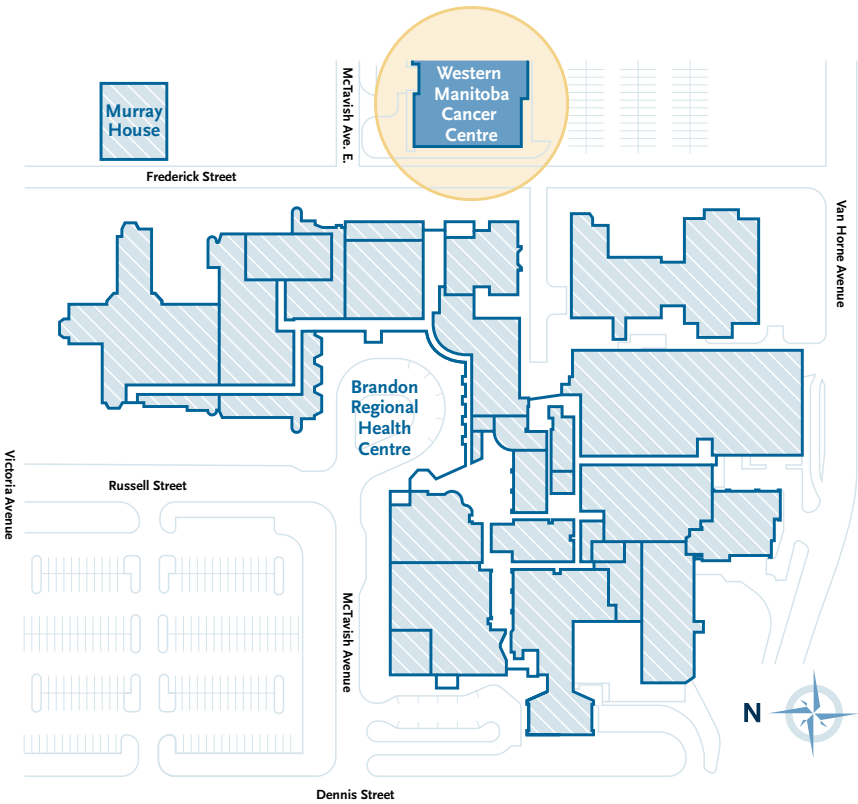 Western
Manitoba
Cancer
Centre
Murray
House
McTavish Ave. E.
Frederick Street
Van Horne Avenue
Brandon
Regional
Health
Centre
Victoria Avenue
Russell Street
McTavish Avenue
N
Dennis Street